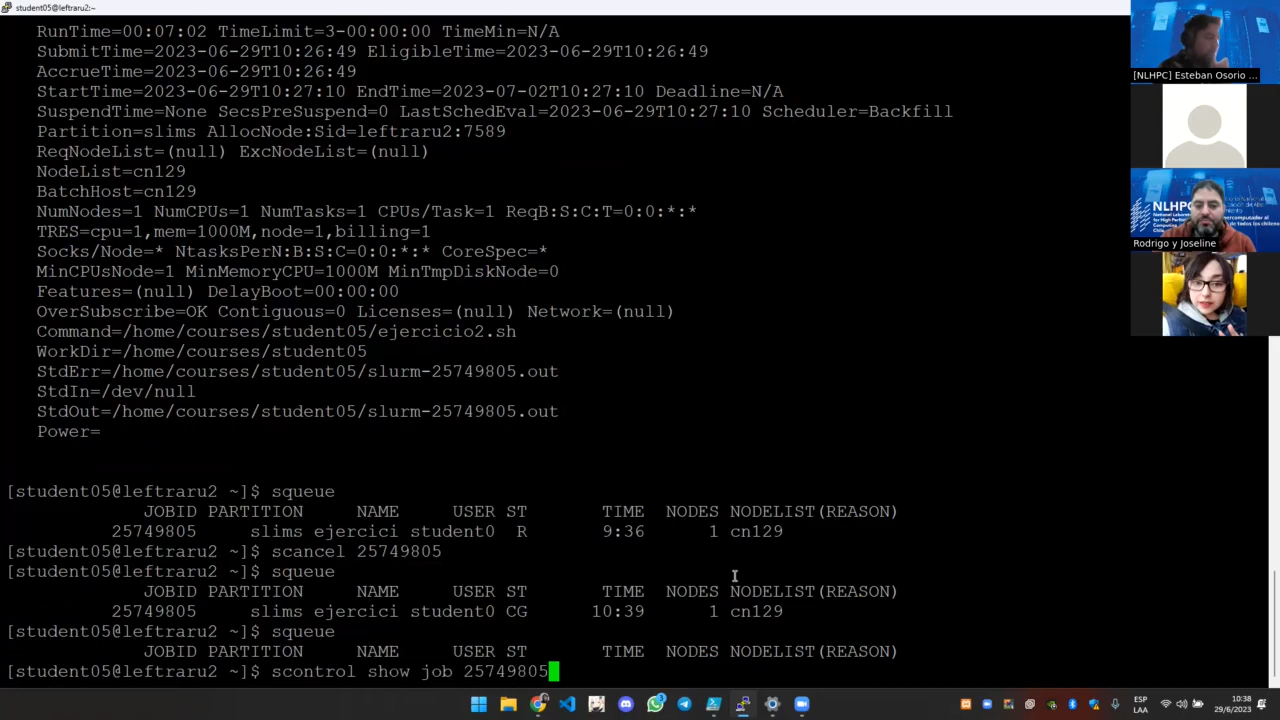 student05@leftraru2:~
RunTime=00:07:02 TimeLimit=3-00:00:00 TimeMin=N/A
SubmitTime=2023-06-29T10:26:49 EligibleTime=2023-06-29T10:26:49
AccrueTime=2023-06-29T10:26:49
StartTime=2023-06-29T10:27:10 EndTime=2023-07-02T10:27:10 Deadline=N/A
SuspendTime=None SecsPreSuspend=0 LastSchedEval=2023-06-29T10:27:10 Scheduler=Backfill
Partition=slims AllocNode:Sid=leftraru2:7589
ReqNodeList=(null) ExcNodeList=(null)
NodeList=cn129
BatchHost=cn129
NumNodes=1 NumCPUs=1 NumTasks=1 CPUs/Task=1 ReqB:S:C:T=0:0:*:*
TRES=cpu=1,mem=1000M,node=1,billing=1
Socks/Node=* NtasksPerN:B:S:C=0:0:*:* CoreSpec=*
MinCPUsNode=1 MinMemoryCPU=1000M MinTmpDiskNode=0
Features=(null) DelayBoot=00:00:00
OverSubscribe=OK Contiguous=0 Licenses=(null) Network=(null)
Command=/home/courses/student05/ejercicio2.sh
WorkDir=/home/courses/student05
StdErr=/home/courses/student05/slurm-25749805.out
StdIn=/dev/null
StdOut=/home/courses/student05/slurm-25749805.out
Power=
[student05@leftraru2 ~]$ squeue
JOBID PARTITION NAME USER ST TIME NODES NODELIST(REASON)
25749805 slims ejercici student0 R 9:36 1 cn129
[student05@leftraru2 ~]$ scancel 25749805
[student05@leftraru2 ~]$ squeue
JOBID PARTITION NAME USER ST TIME NODES NODELIST(REASON)
25749805 slims ejercici student0 CG 10:39 1 cn129
[student05@leftraru2 ~]$ squeue
JOBID PARTITION NAME USER ST TIME NODES NODELIST(REASON)
[student05@leftraru2 ~]$ scontrol show job 25749805
[NLHPC] Esteban Osorio ...
NLHPC
National Laboratory
for High Performance
Computing
Chile
Rodrigo y Joseline
3
ESP
LAA
10:38
29/6/2023